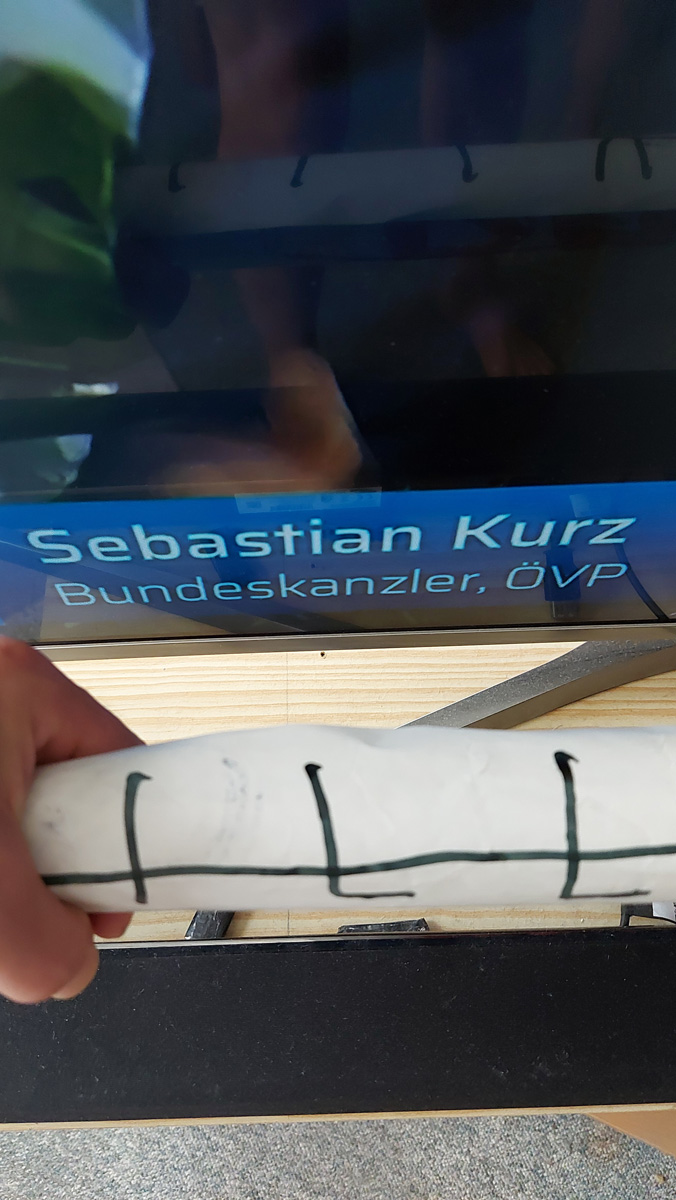 Sebastian Kurz
Bundeskanzler, ÖVP